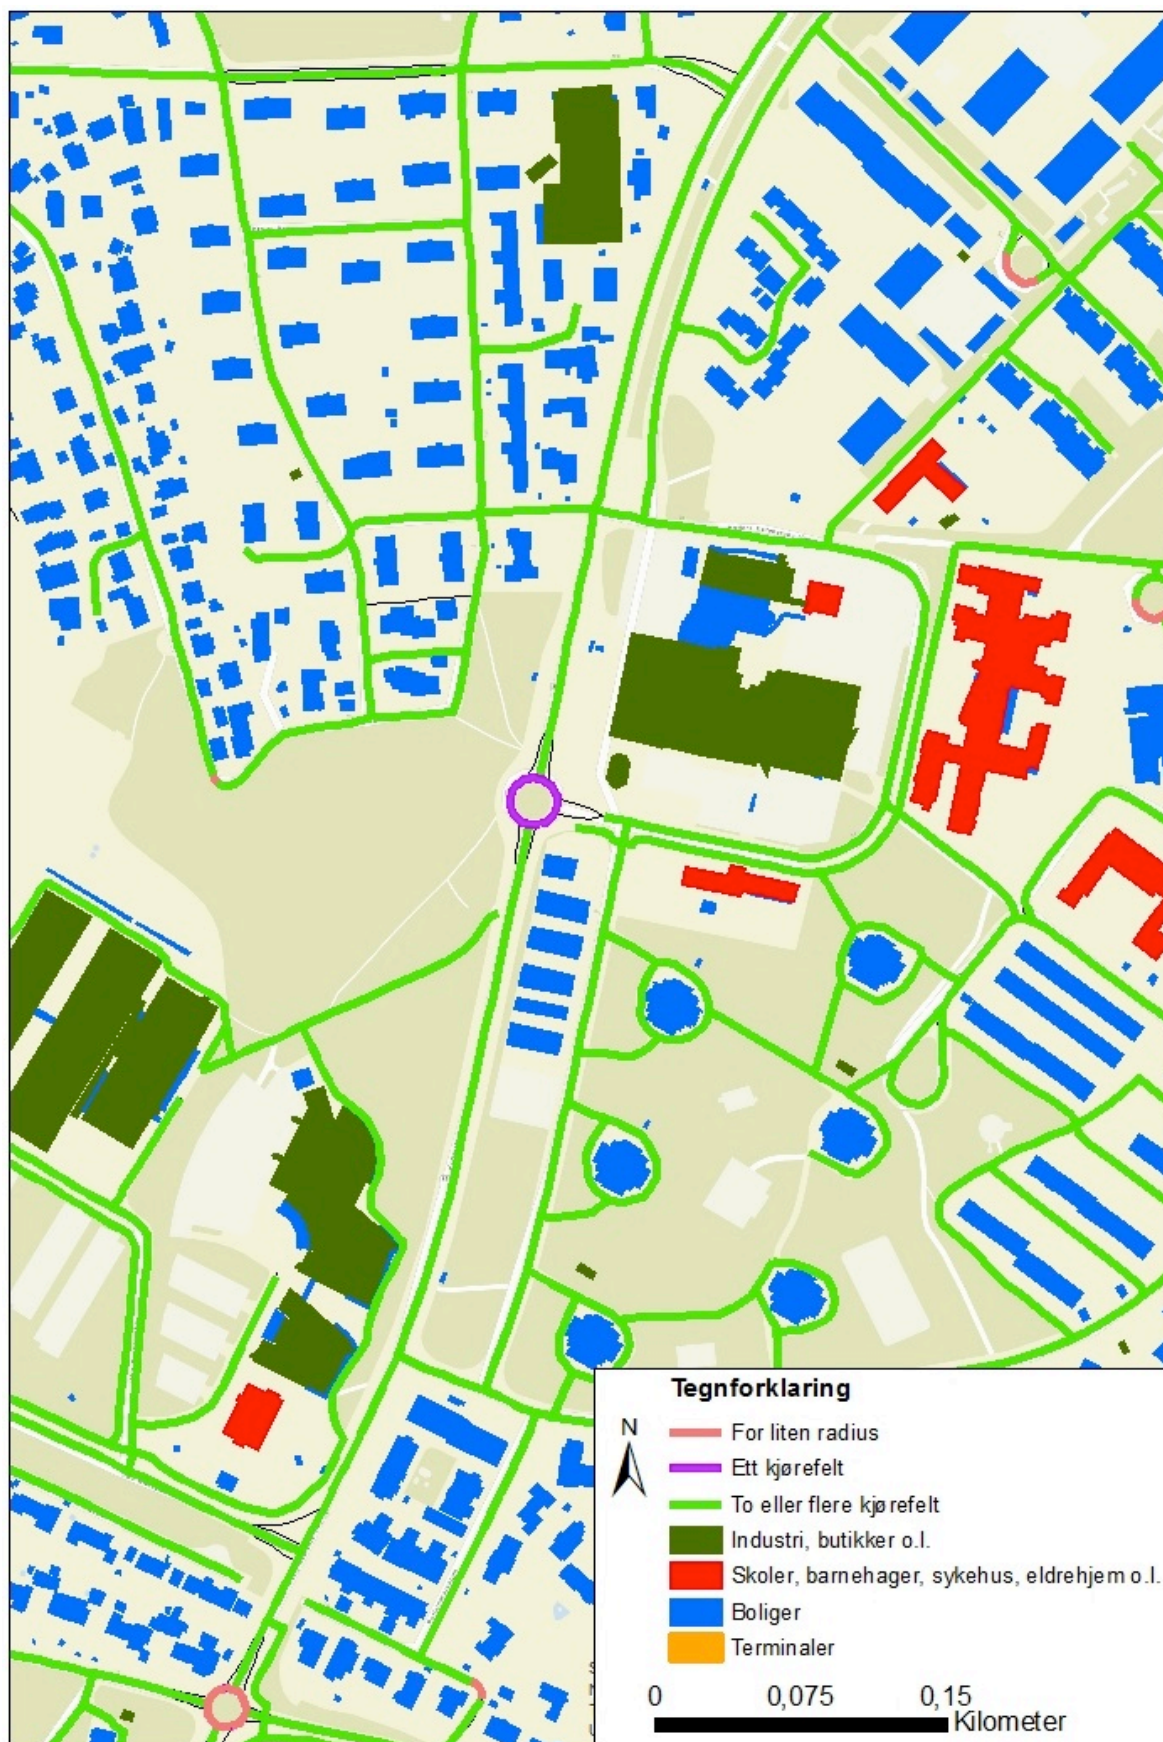 Tegnforklaring
N
For liten radius
Ett kjørefelt
To eller flere kjørefelt
Industri, butikker o.l.
Skoler, barnehager, sykehus, eldrehjem o.l.
Boliger
Terminaler
0 0,075 0,15
Kilometer